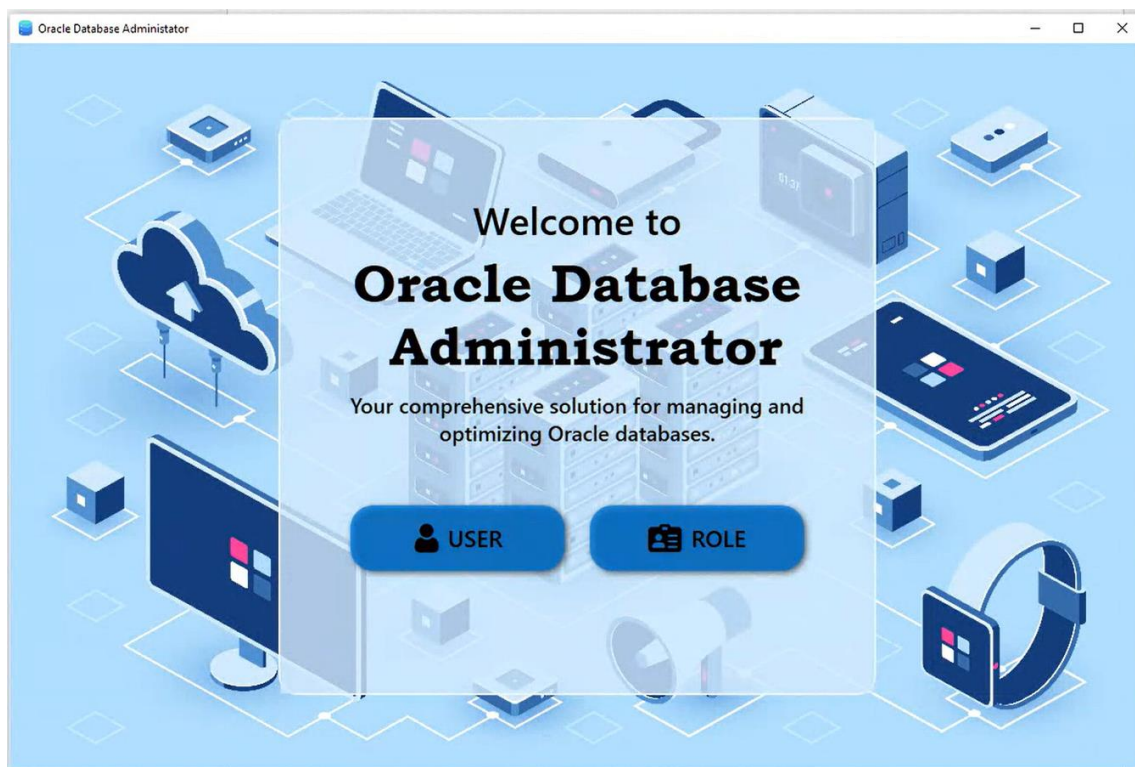 Oracle Database Administator
Welcome to
Oracle Database
Administrator
Your comprehensive solution for managing and
optimizing Oracle databases.
USER
ROLE